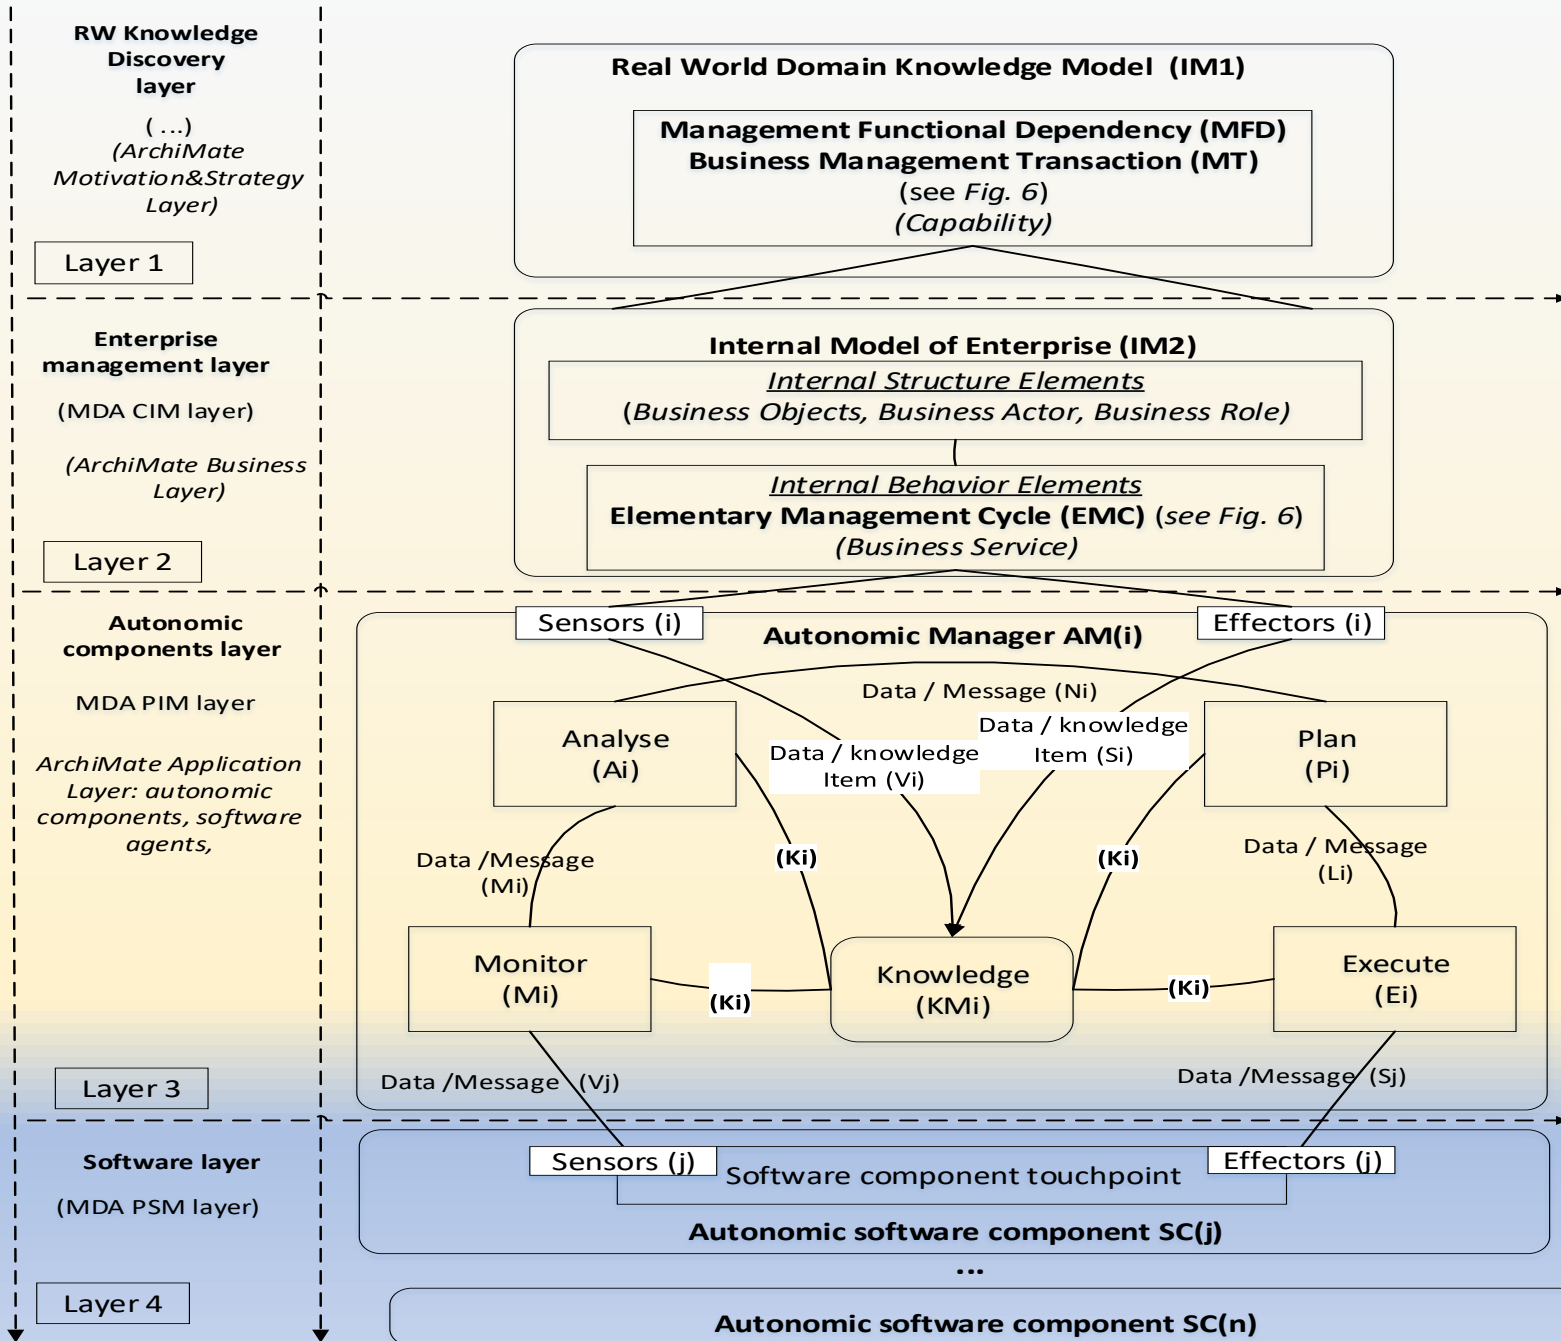 RW Knowledge
Discovery
layer
( ...)
(ArchiMate
Motivation&Strategy
Layer)
Layer 1
Real World Domain Knowledge Model (IM1)
Management Functional Dependency (MFD)
Business Management Transaction (MT)
(see Fig. 6)
(Capability)
Enterprise
management layer
(MDA CIM layer)
(ArchiMate Business
Layer)
Layer 2
Internal Model of Enterprise (IM2)
Internal Structure Elements
(Business Objects, Business Actor, Business Role)
Internal Behavior Elements
Elementary Management Cycle (EMC) (see Fig. 6)
(Business Service)
Autonomic
components layer
MDA PIM layer
ArchiMate Application
Layer: autonomic
components, software
agents,
Layer 3
Sensors (i)
Effectors (i)
Autonomic Manager AM(i)
Data / Message (Ni)
Analyse
(Ai)
Data / knowledge
Item (Vi)
Data / knowledge
Item (Si)
Plan
(Pi)
Data /Message
(Mi)
(Ki)
(Ki)
Data / Message
(Li)
Monitor
(Mi)
(Ki)
Knowledge
(KMi)
(Ki)
Execute
(Ei)
Data /Message (Vj)
Data /Message (Sj)
Software layer
(MDA PSM layer)
Layer 4
Sensors (j)
Effectors (j)
Software component touchpoint
Autonomic software component SC(j)
...
Autonomic software component SC(n)